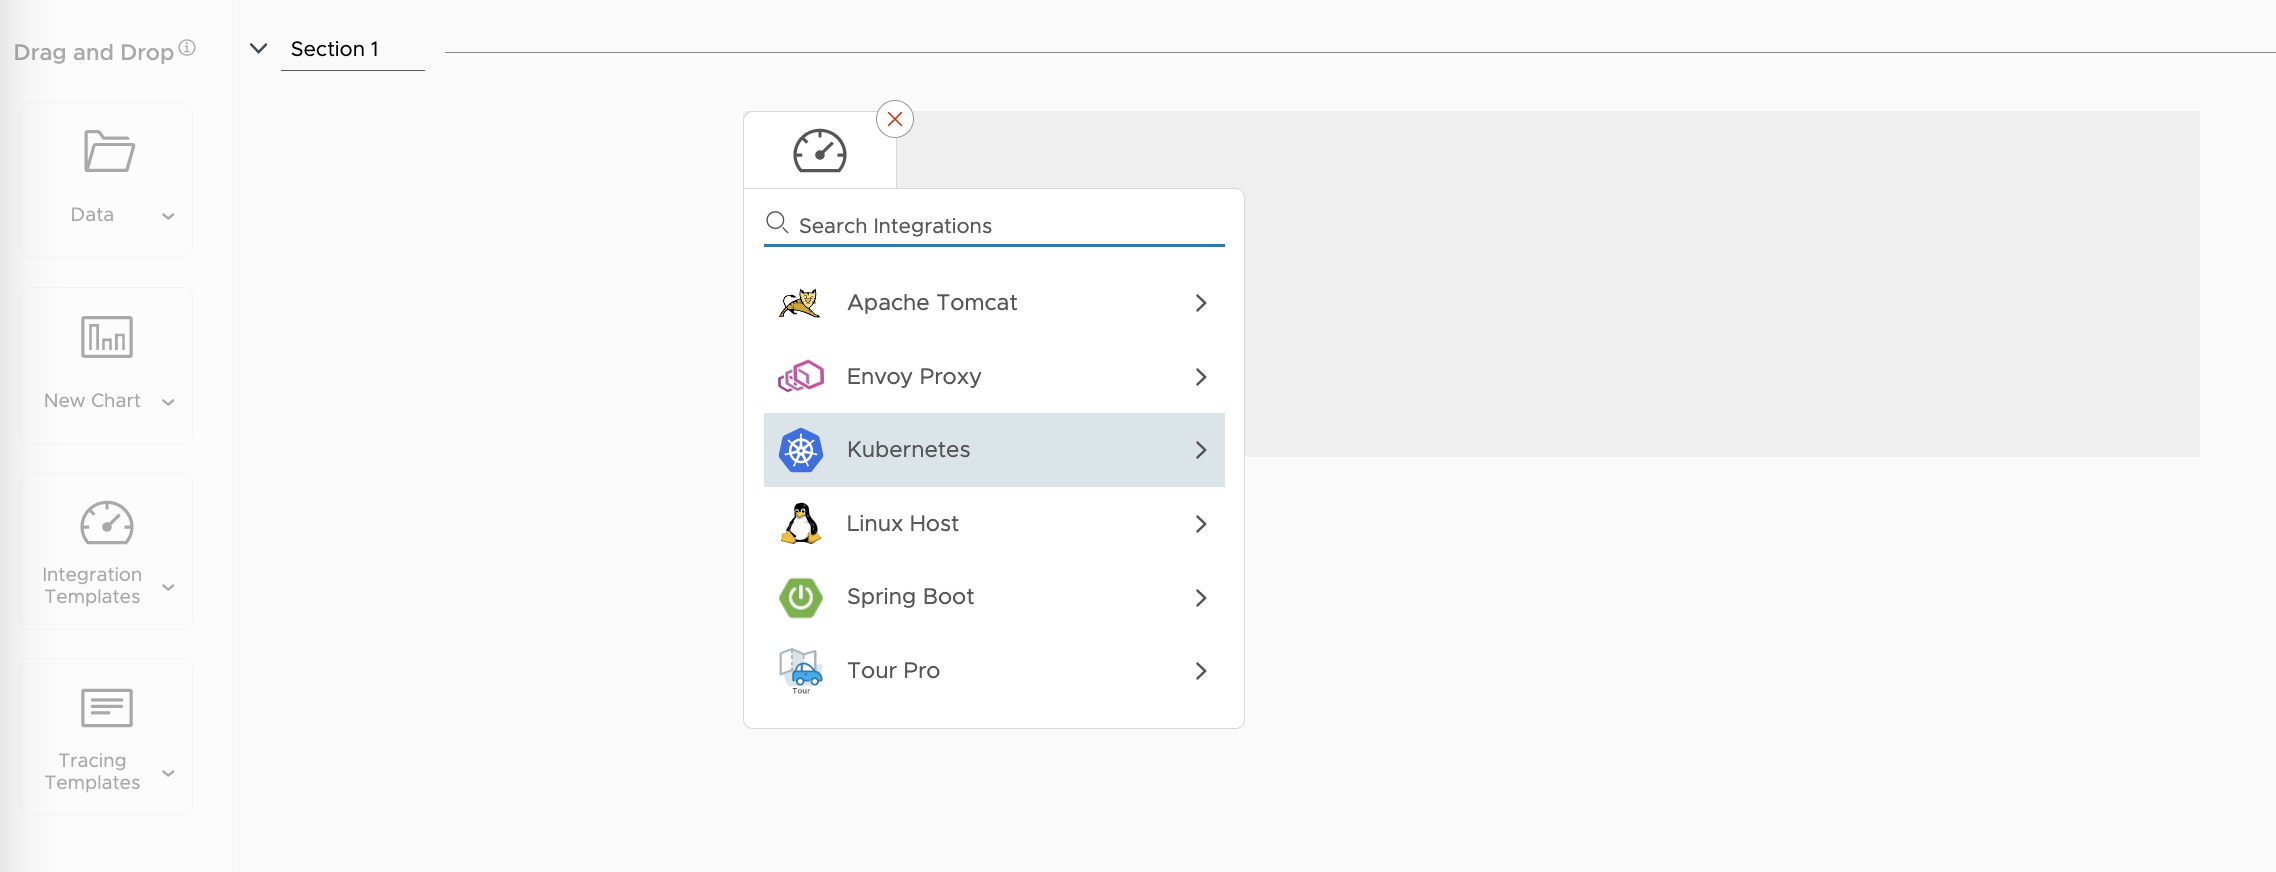 Drag and Drop
Section 1
Data
New Chart
Integration
Templates
Tracing
Templates
Search Integrations
Apache Tomcat
Envoy Proxy
Kubernetes
Linux Host
Spring Boot
Tour
Tour Pro